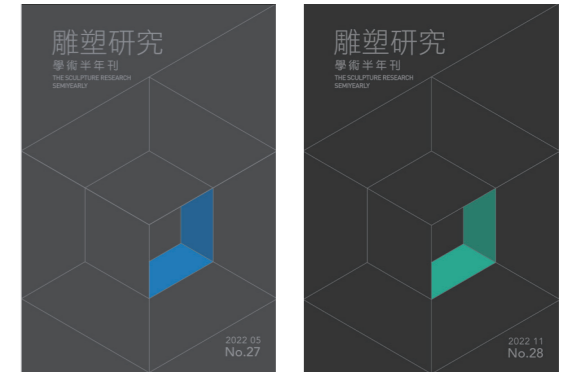 雕塑研究
學術半年刊
THE SCULPTURE RESEARCH
SEMIYEARLY
2022 05
No.27
雕塑研究
學術半年刊
THE SCULPTURE RESEARCH
SEMIYEARLY
2022 11
No.28